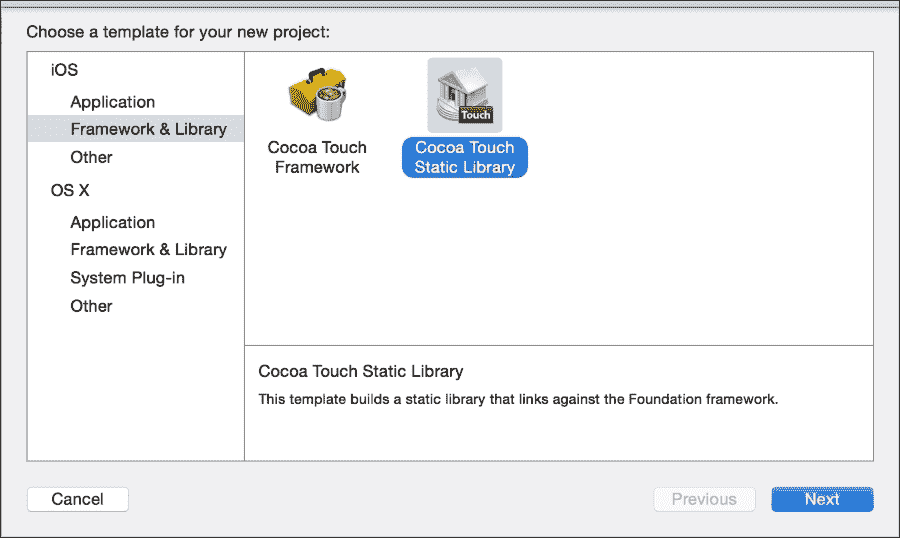 Choose a template for your new project:
iOS
Application
Framework & Library
Other
OS X
Application
Framework & Library
System Plug-in
Other
Cocoa Touch
Framework
Touch
Cocoa Touch
Static Library
Cocoa Touch Static Library
This template builds a static library that links against the Foundation framework.
Cancel
Previous
Next